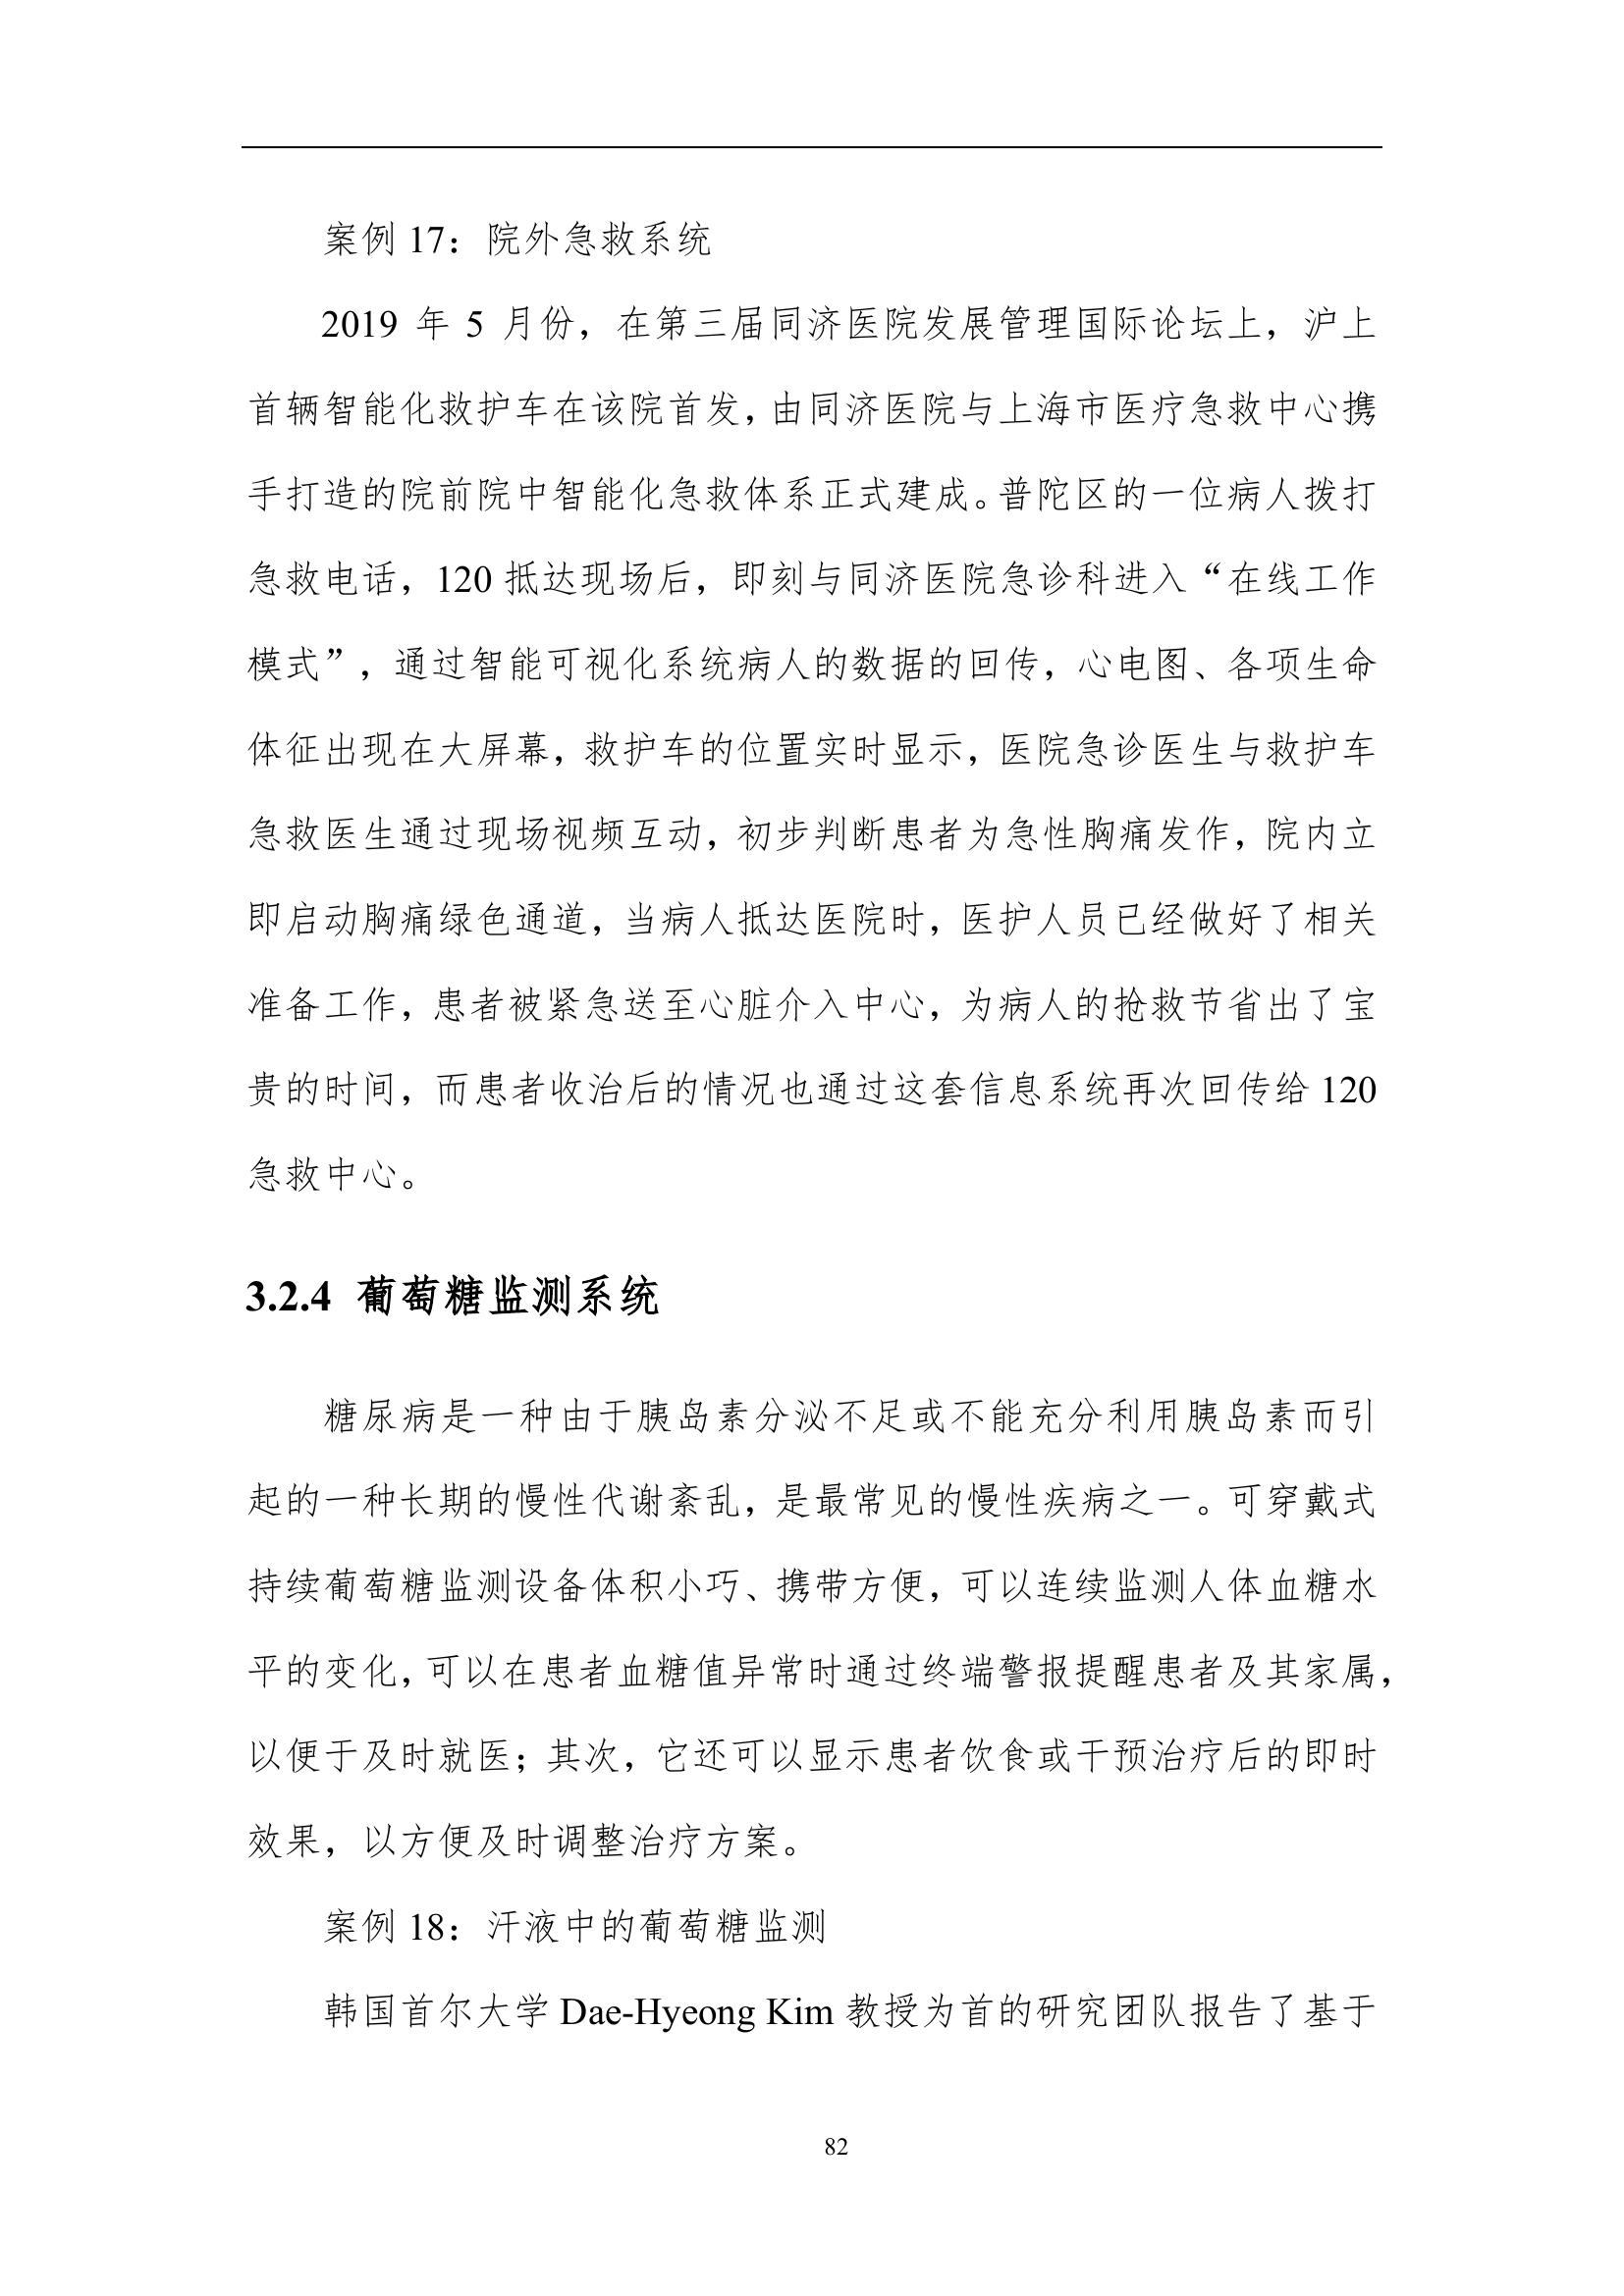 案例 17：院外急救系统
2019 年 5 月份，在第三届同济医院发展管理国际论坛上，沪上
首辆智能化救护车在该院首发，由同济医院与上海市医疗急救中心携
手打造的院前院中智能化急救体系正式建成。普陀区的一位病人拨打
急救电话，120 抵达现场后，即刻与同济医院急诊科进入“在线工作
模式”，通过智能可视化系统病人的数据的回传，心电图、各项生命
体征出现在大屏幕，救护车的位置实时显示，医院急诊医生与救护车
急救医生通过现场视频互动，初步判断患者为急性胸痛发作，院内立
即启动胸痛绿色通道，当病人抵达医院时，医护人员已经做好了相关
准备工作，患者被紧急送至心脏介入中心，为病人的抢救节省出了宝
贵的时间，而患者收治后的情况也通过这套信息系统再次回传给 120
急救中心。
3.2.4 葡萄糖监测系统
糖尿病是一种由于胰岛素分泌不足或不能充分利用胰岛素而引
起的一种长期的慢性代谢紊乱，是最常见的慢性疾病之一。可穿戴式
持续葡萄糖监测设备体积小巧、携带方便，可以连续监测人体血糖水
平的变化，可以在患者血糖值异常时通过终端警报提醒患者及其家属，
以便于及时就医；其次，它还可以显示患者饮食或干预治疗后的即时
效果，以方便及时调整治疗方案。
案例 18：汗液中的葡萄糖监测
韩国首尔大学 Dae-Hyeong Kim 教授为首的研究团队报告了基于
82